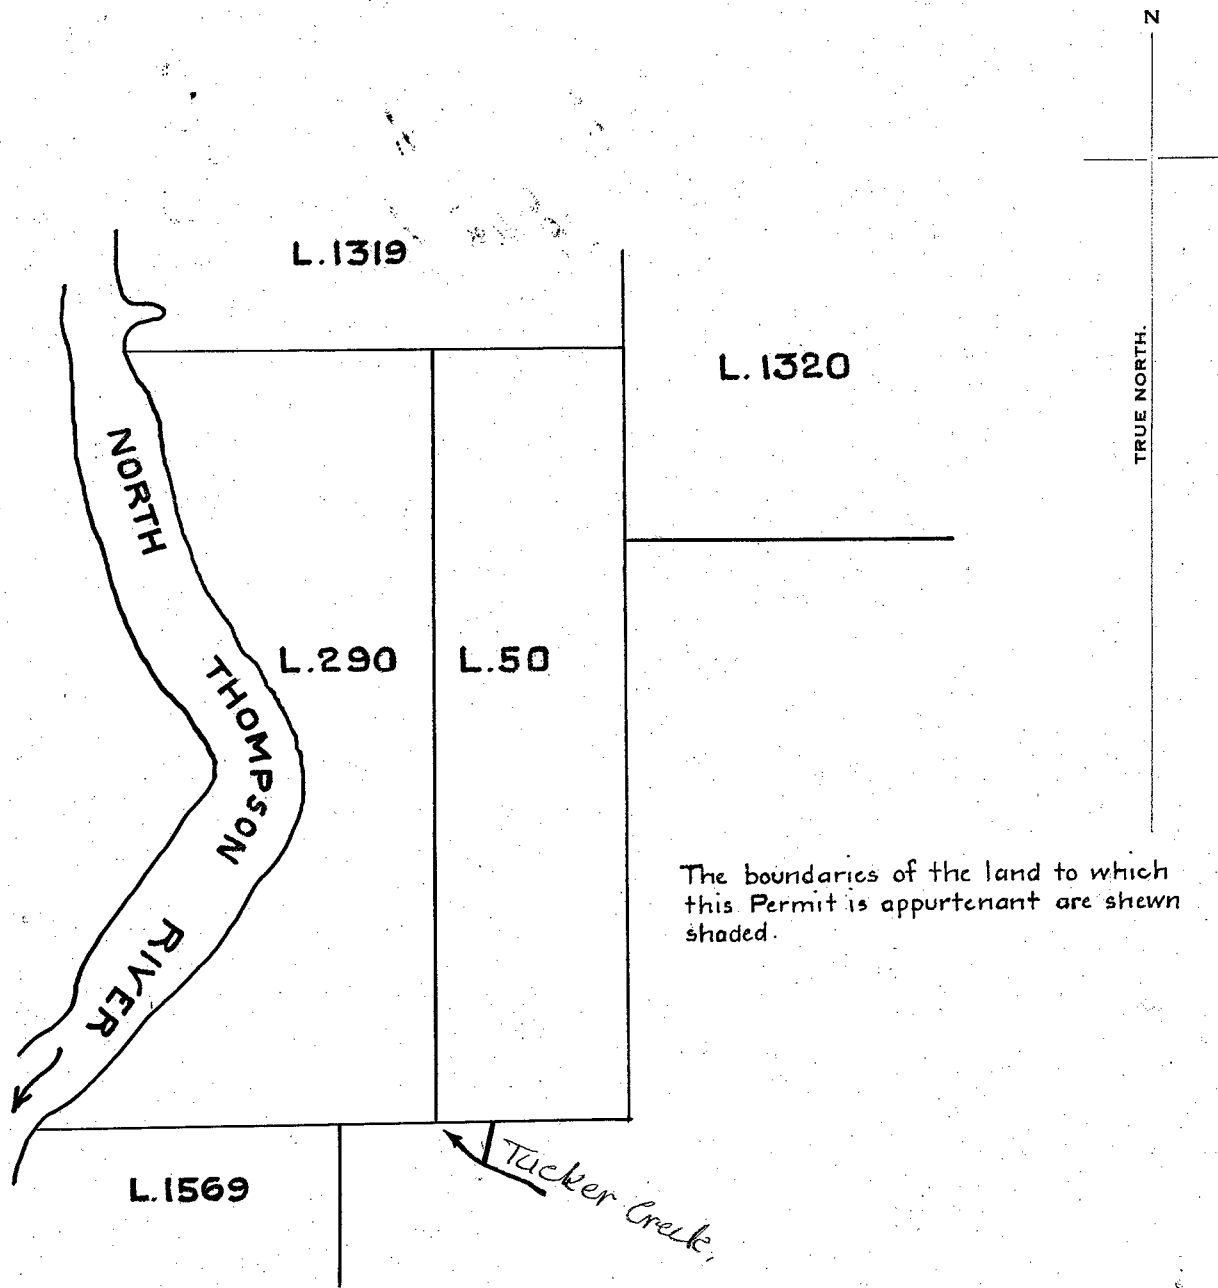 N
TRUE NORTH.
L.1319
L.1320
NORTH
THOMPSON
RIVER
L.290
L.50
The boundaries of the land to which
this Permit is appurtenant are shewn
shaded.
L.1569
Tucker Creek,